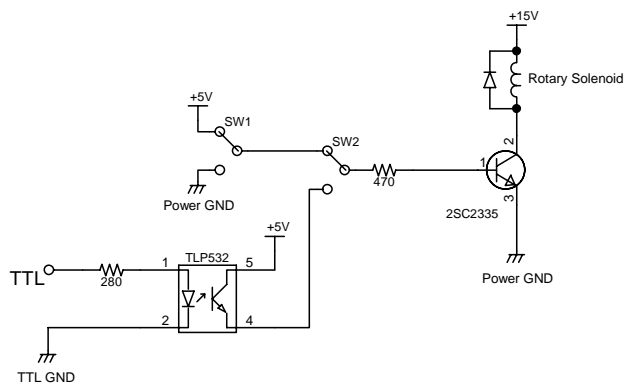 +15V
Rotary Solenoid
+5V
SW1
SW2
2
1
470
3
Power GND
2SC2335
+5V
TLP532
Power GND
TTL
280
1
5
2
4
TTL GND